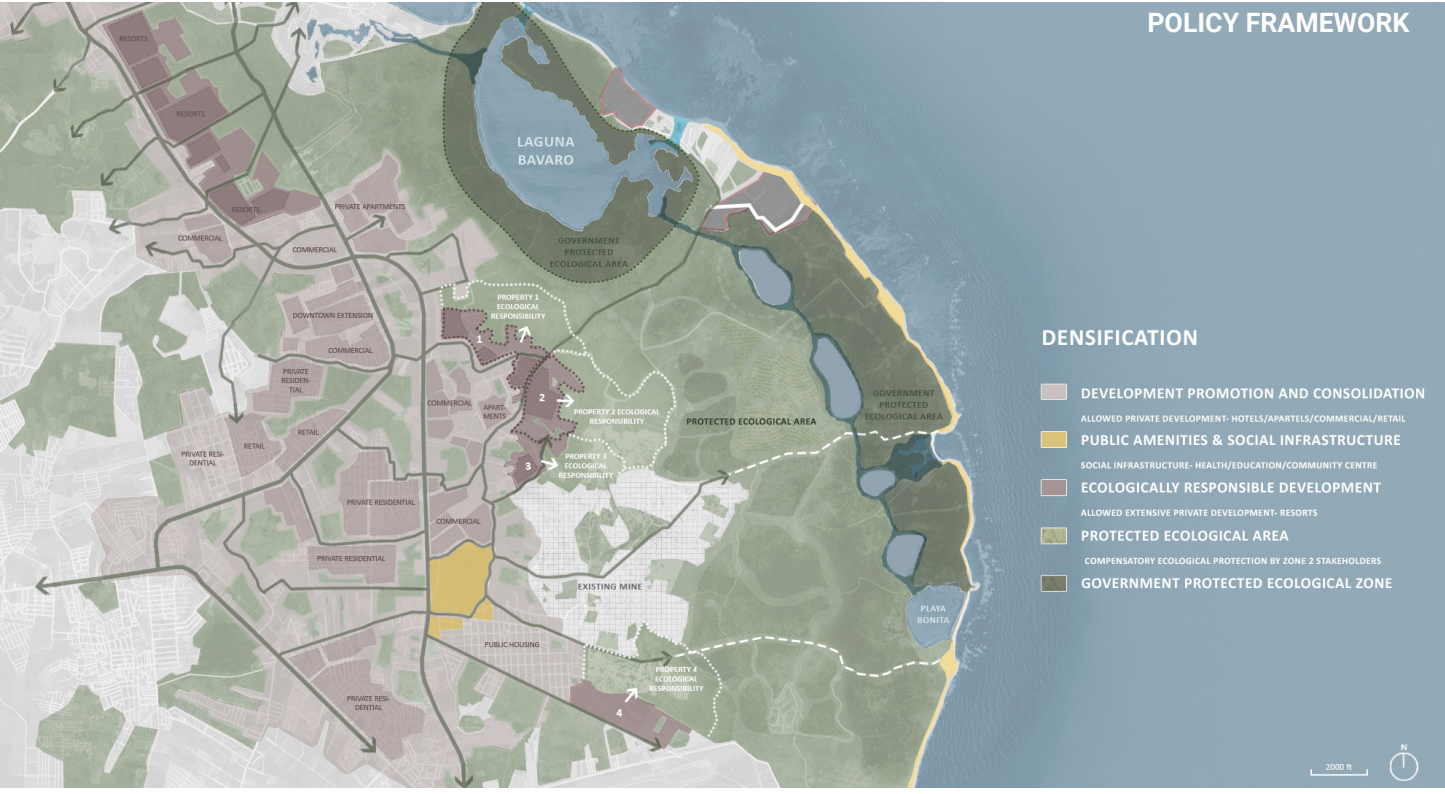 POLICY FRAMEWORK
RESORTS
RESORTS
RESORTS
LAGUNA
BAVARO
PRIVATE APARTMENTS
COMMERCIAL
COMMERCIAL
GOVERNMENT
PROTECTED
ECOLOGICAL AREA
DOWNTOWN EXTENSION
COMMERCIAL
PROPERTY 1
ECOLOGICAL
RESPONSIBILITY
1
PRIVATE
RESIDEN-
TIAL
COMMERCIAL
APART-
MENTS
2
PROPERTY 2 ECOLOGICAL
RESPONSIBILITY
PROTECTED ECOLOGICAL AREA
GOVERNMENT
PROTECTED
ECOLOGICAL AREA
RETAIL
RETAIL
PRIVATE RESI-
DENTIAL
3
PROPERTY 3
ECOLOGICAL
RESPONSIBILITY
PRIVATE RESIDENTIAL
COMMERCIAL
PRIVATE RESIDENTIAL
EXISTING MINE
PLAYA
BONITA
PUBLIC HOUSING
PROPERTY 4
ECOLOGICAL
RESPONSIBILITY
4
PRIVATE RESI-
DENTIAL
DENSIFICATION
DEVELOPMENT PROMOTION AND CONSOLIDATION
ALLOWED PRIVATE DEVELOPMENT- HOTELS/APARTELS/COMMERCIAL/RETAIL
PUBLIC AMENITIES & SOCIAL INFRASTRUCTURE
SOCIAL INFRASTRUCTURE- HEALTH/EDUCATION/COMMUNITY CENTRE
ECOLOGICALLY RESPONSIBLE DEVELOPMENT
ALLOWED EXTENSIVE PRIVATE DEVELOPMENT- RESORTS
PROTECTED ECOLOGICAL AREA
COMPENSATORY ECOLOGICAL PROTECTION BY ZONE 2 STAKEHOLDERS
GOVERNMENT PROTECTED ECOLOGICAL ZONE
2000 ft
N